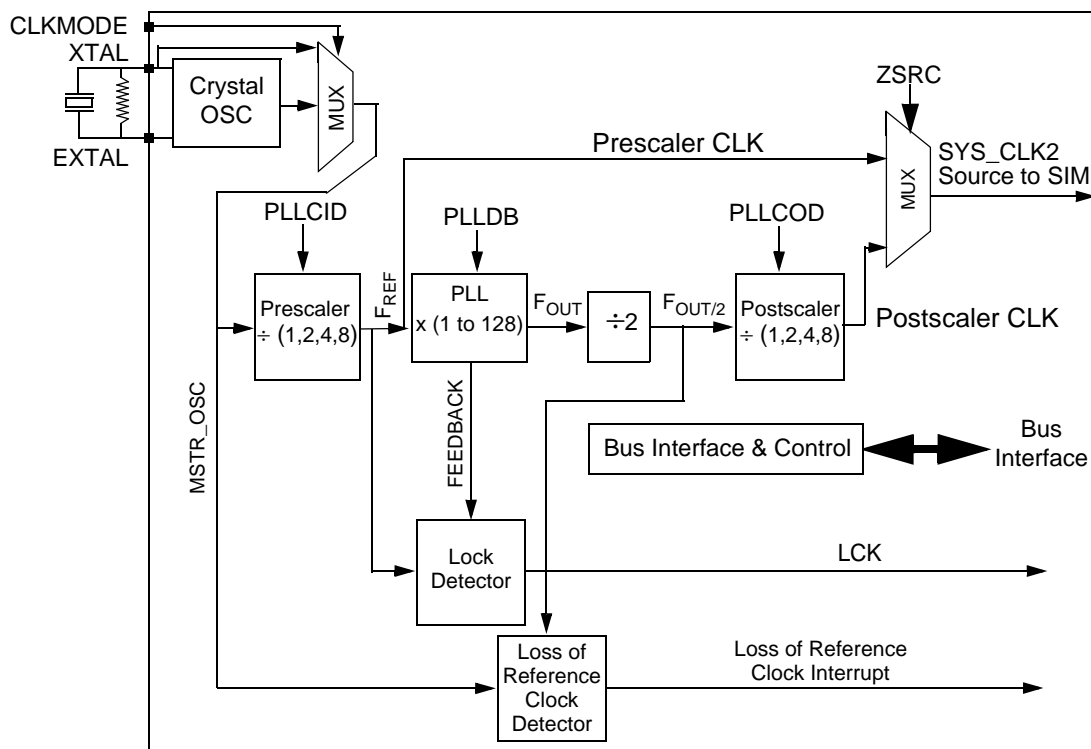 CLKMODE
XTAL
Crystal
OSC
MUX
EXTAL
ZSRC
Prescaler CLK
MUX
SYS_CLK2
Source to SIM
PLLCID
PLLDB
PLLCOD
Prescaler
÷ (1,2,4,8)
FREF
PLL
x (1 to 128)
FOUT
÷2
FOUT/2
Postscaler
÷ (1,2,4,8)
Postscaler CLK
MSTR_OSC
FEEDBACK
Bus Interface & Control
Bus
Interface
Lock
Detector
LCK
Loss of
Reference
Clock
Detector
Loss of Reference
Clock Interrupt